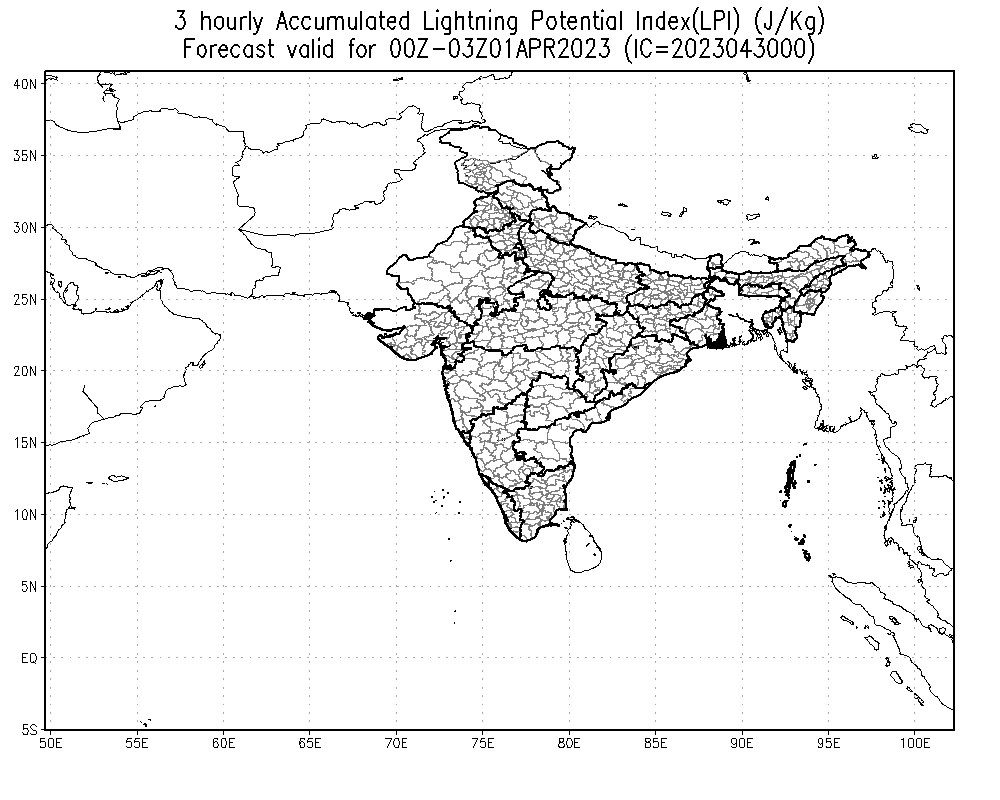 3 hourly Accumulated Lightning Potential Index(LPI) (J/Kg)
Forecast valid for 00Z-03Z01APR2023 (IC=2023043000)
40N
35N
30N
25N
20N
15N
10N
5N
EQ
5S
50E 55E 60E 65E 70E 75E 80E 85E 90E 95E 100E